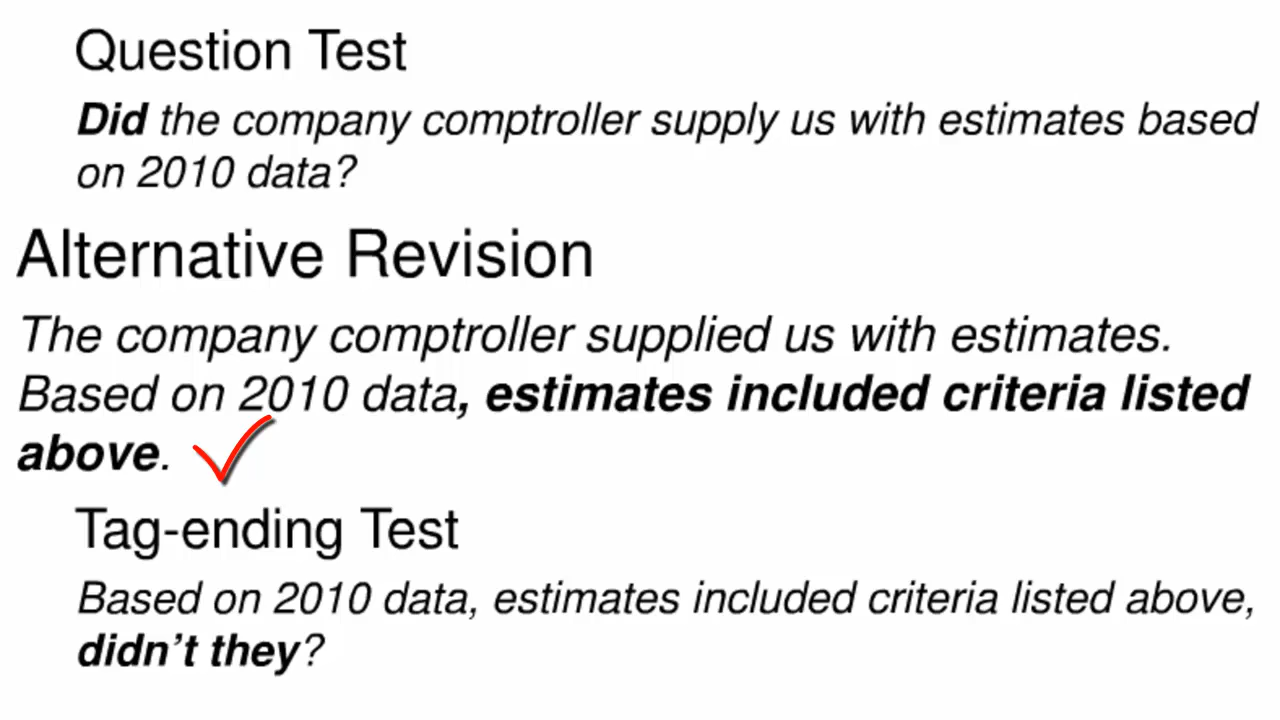 Question Test
Did the company comptroller supply us with estimates based
on 2010 data?
Alternative Revision
The company comptroller supplied us with estimates.
Based on 2010 data, estimates included criteria listed
above.
Tag-ending Test
Based on 2010 data, estimates included criteria listed above,
didn’t they?